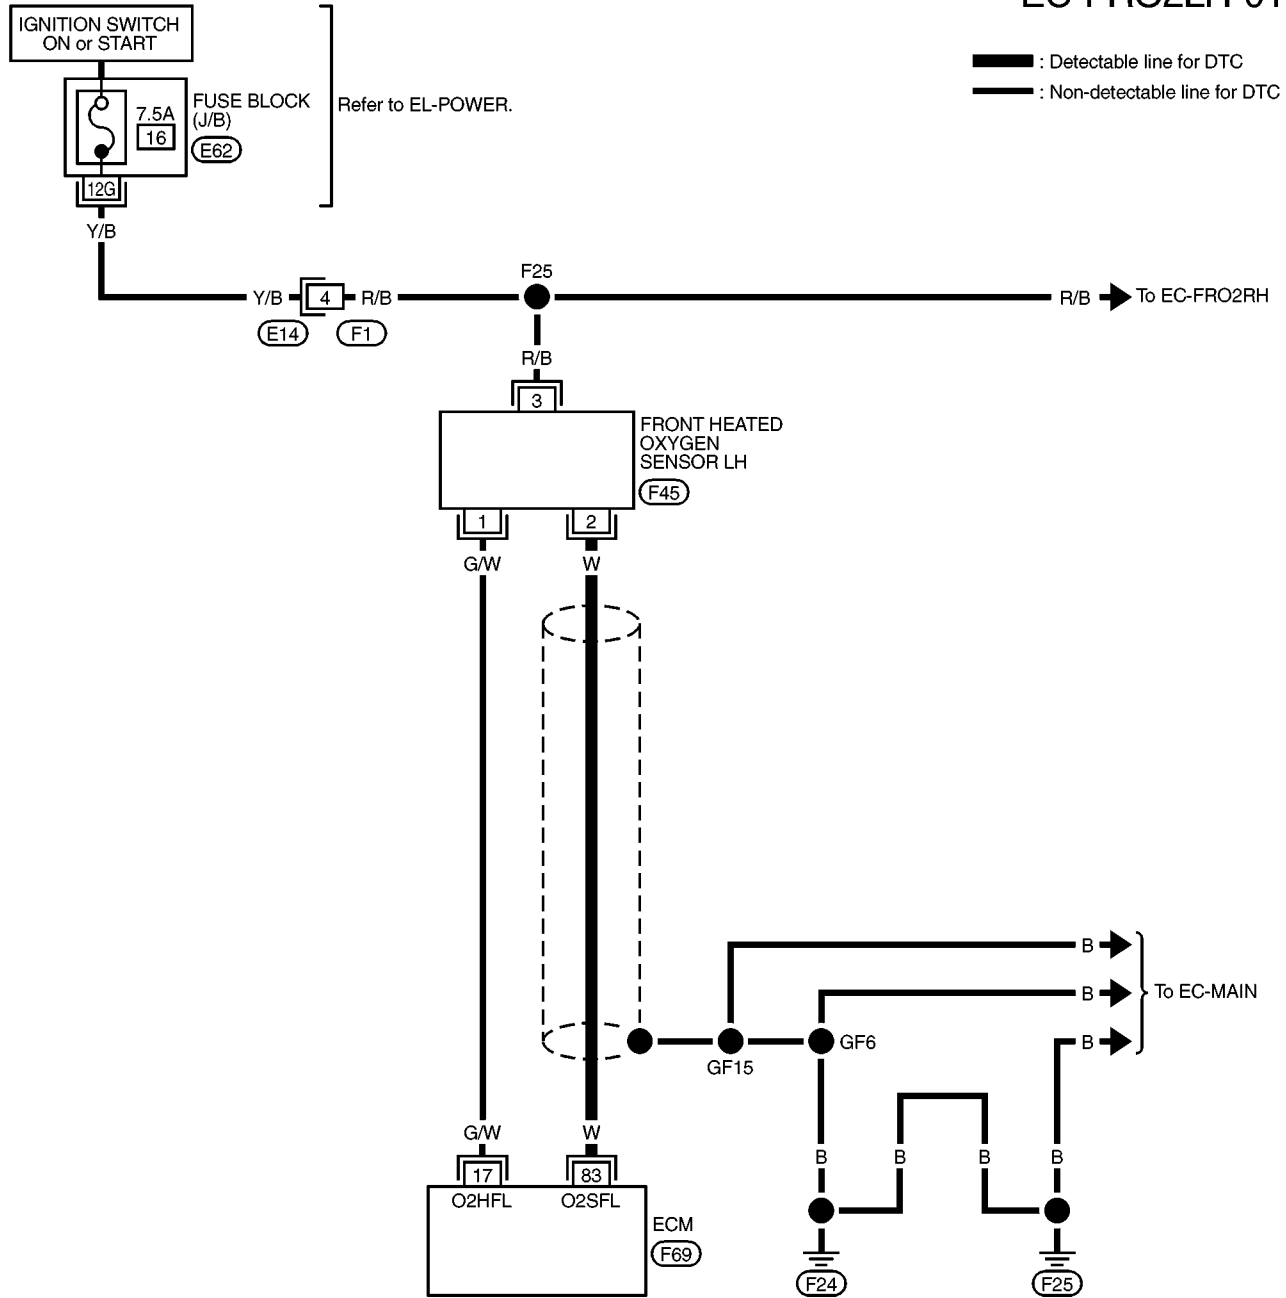 IGNITION SWITCH
ON or START
7.5A
16
FUSE BLOCK
(J/B)
E62
Refer to EL-POWER.
: Detectable line for DTC
: Non-detectable line for DTC
12G
Y/B
Y/B
4
R/B
E14
F1
F25
R/B
To EC-FRO2RH
R/B
3
FRONT HEATED
OXYGEN
SENSOR LH
F45
1
2
G/W
W
B
B
To EC-MAIN
B
GF15
GF6
G/W
W
B
B
B
B
17
83
O2HFL
O2SFL
ECM
F69
F24
F25